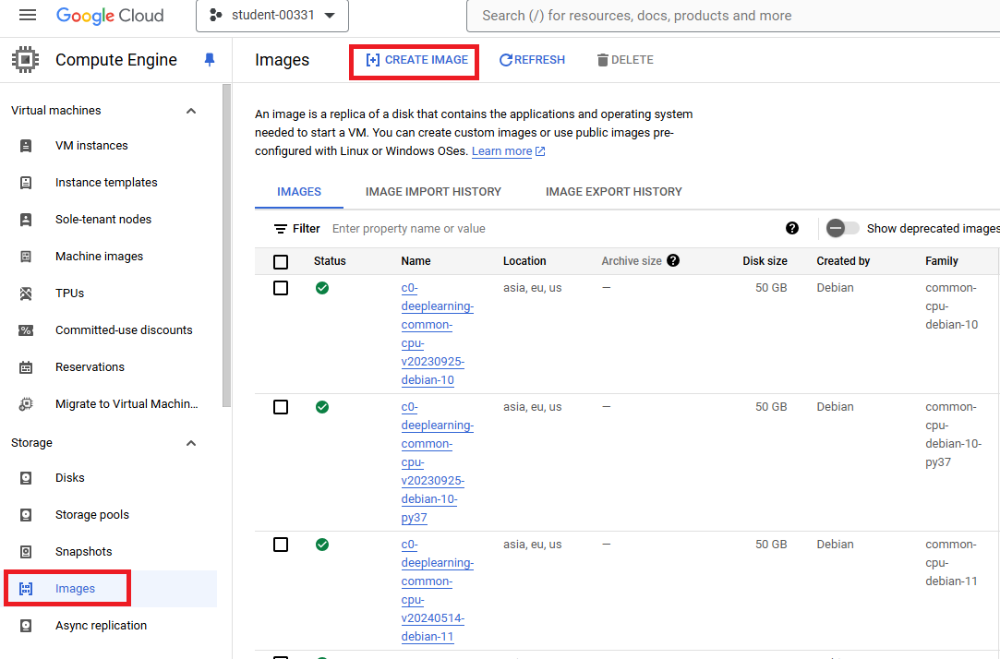 Google Cloud
student-00331
Search (/) for resources, docs, products and more
Compute Engine
Images
CREATE IMAGE
REFRESH
DELETE
Virtual machines
VM instances
Instance templates
Sole-tenant nodes
Machine images
TPUs
Committed-use discounts
Reservations
Migrate to Virtual Machin...
Storage
Disks
Storage pools
Snapshots
Images
Async replication
An image is a replica of a disk that contains the applications and operating system
needed to start a VM. You can create custom images or use public images pre-
configured with Linux or Windows OSes. Learn more
IMAGES
IMAGE IMPORT HISTORY
IMAGE EXPORT HISTORY
Filter
Enter property name or value
Show deprecated images
Status
Name
Location
Archive size
Disk size
Created by
Family
c0-
deeplearning-
common-
cpu-
v20230925-
debian-10
asia, eu, us
—
50 GB
Debian
common-
cpu-
debian-10
c0-
deeplearning-
common-
cpu-
v20230925-
debian-10-
py37
asia, eu, us
—
50 GB
Debian
common-
cpu-
debian-10-
py37
c0-
deeplearning-
common-
cpu-
v20240514-
debian-11
asia, eu, us
—
50 GB
Debian
common-
cpu-
debian-11